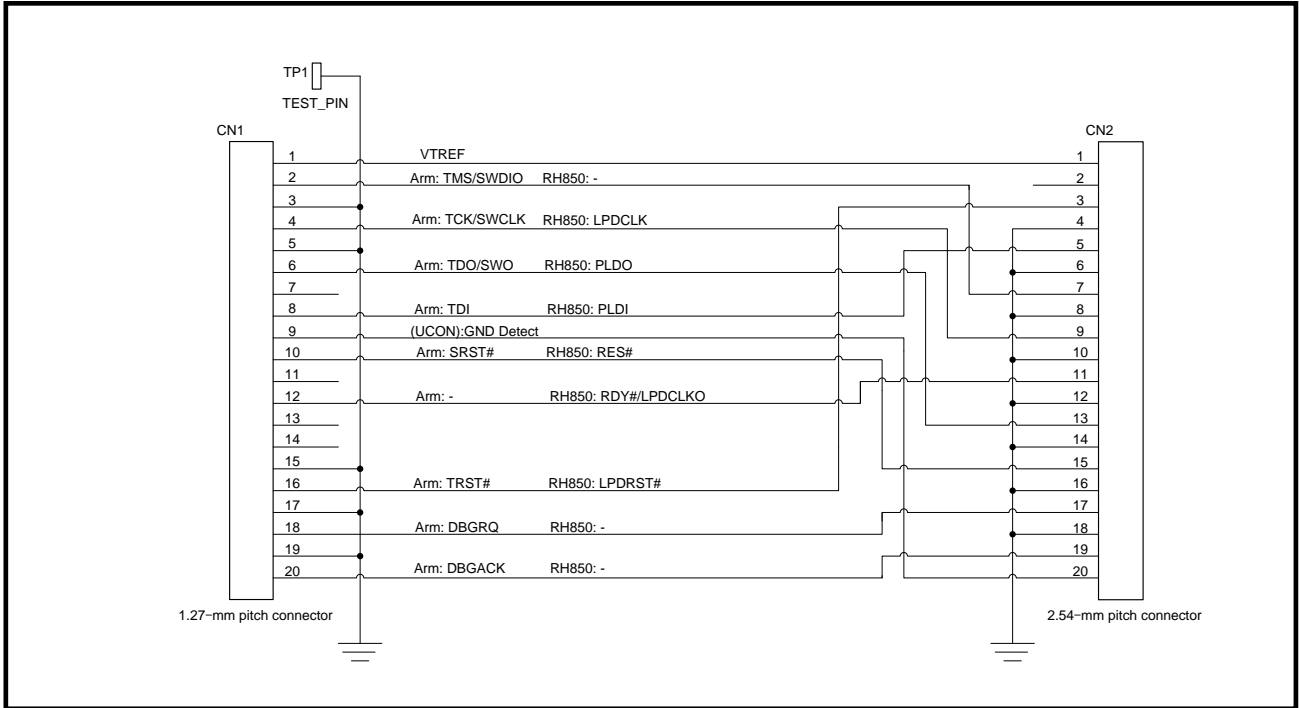 TP1
TEST_PIN
CN1 CN2
1 VTREF 1
2 Arm: TMS/SWDIO RH850: - 2
3 3
4 Arm: TCK/SWCLK RH850: LPDCLK 4
5 5
6 Arm: TDO/SWO RH850: PLDO 6
7 7
8 Arm: TDI RH850: PLDI 8
9 (UCON):GND Detect 9
10 Arm: SRST# RH850: RES# 10
11 11
12 Arm: - RH850: RDY#/LPDCLKO 12
13 13
14 14
15 15
16 Arm: TRST# RH850: LPDRST# 16
17 17
18 Arm: DBGRQ RH850: - 18
19 19
20 Arm: DBGACK RH850: - 20
1.27−mm pitch connector 2.54−mm pitch connector